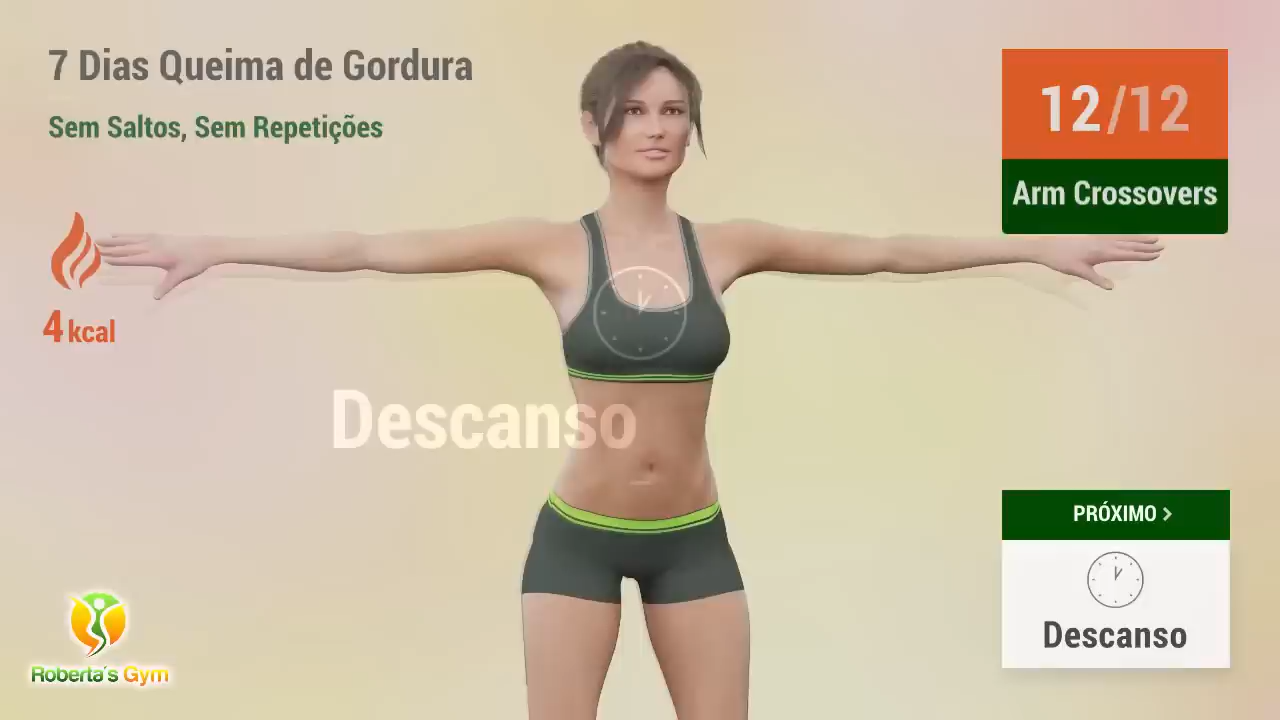 7 Dias Queima de Gordura
Sem Saltos, Sem Repetições
12/12
Arm Crossovers
4 kcal
Descanso
PRÓXIMO >
Descanso
Roberta's Gym